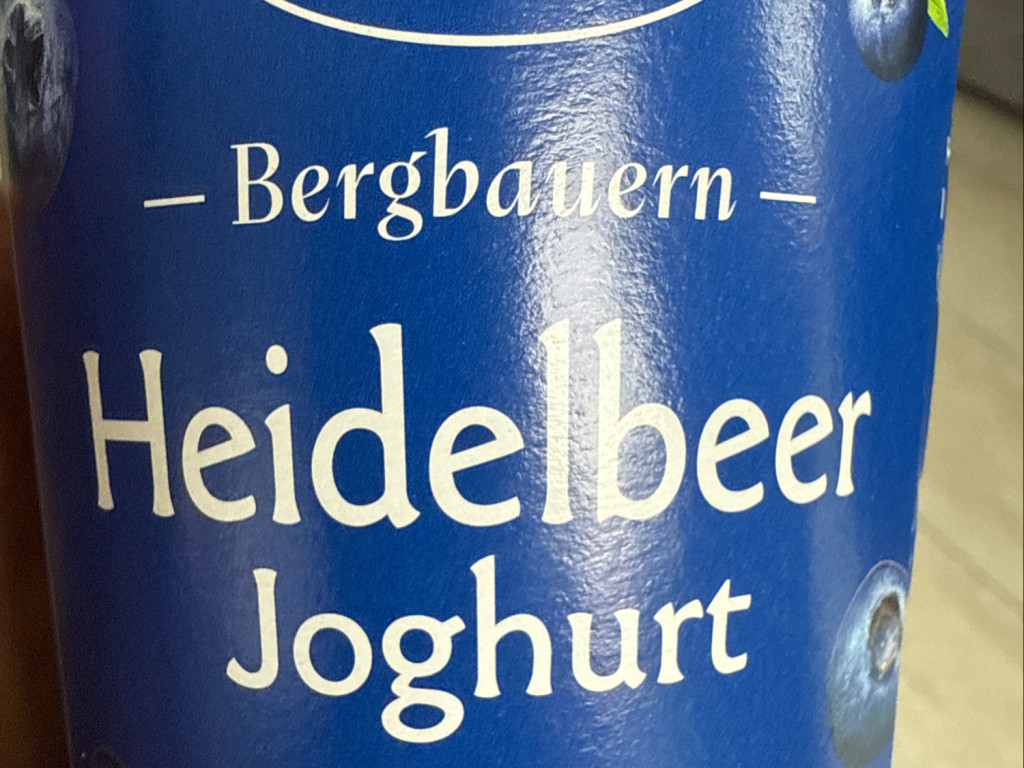 – Bergbauern –
Heidelbeer
Joghurt